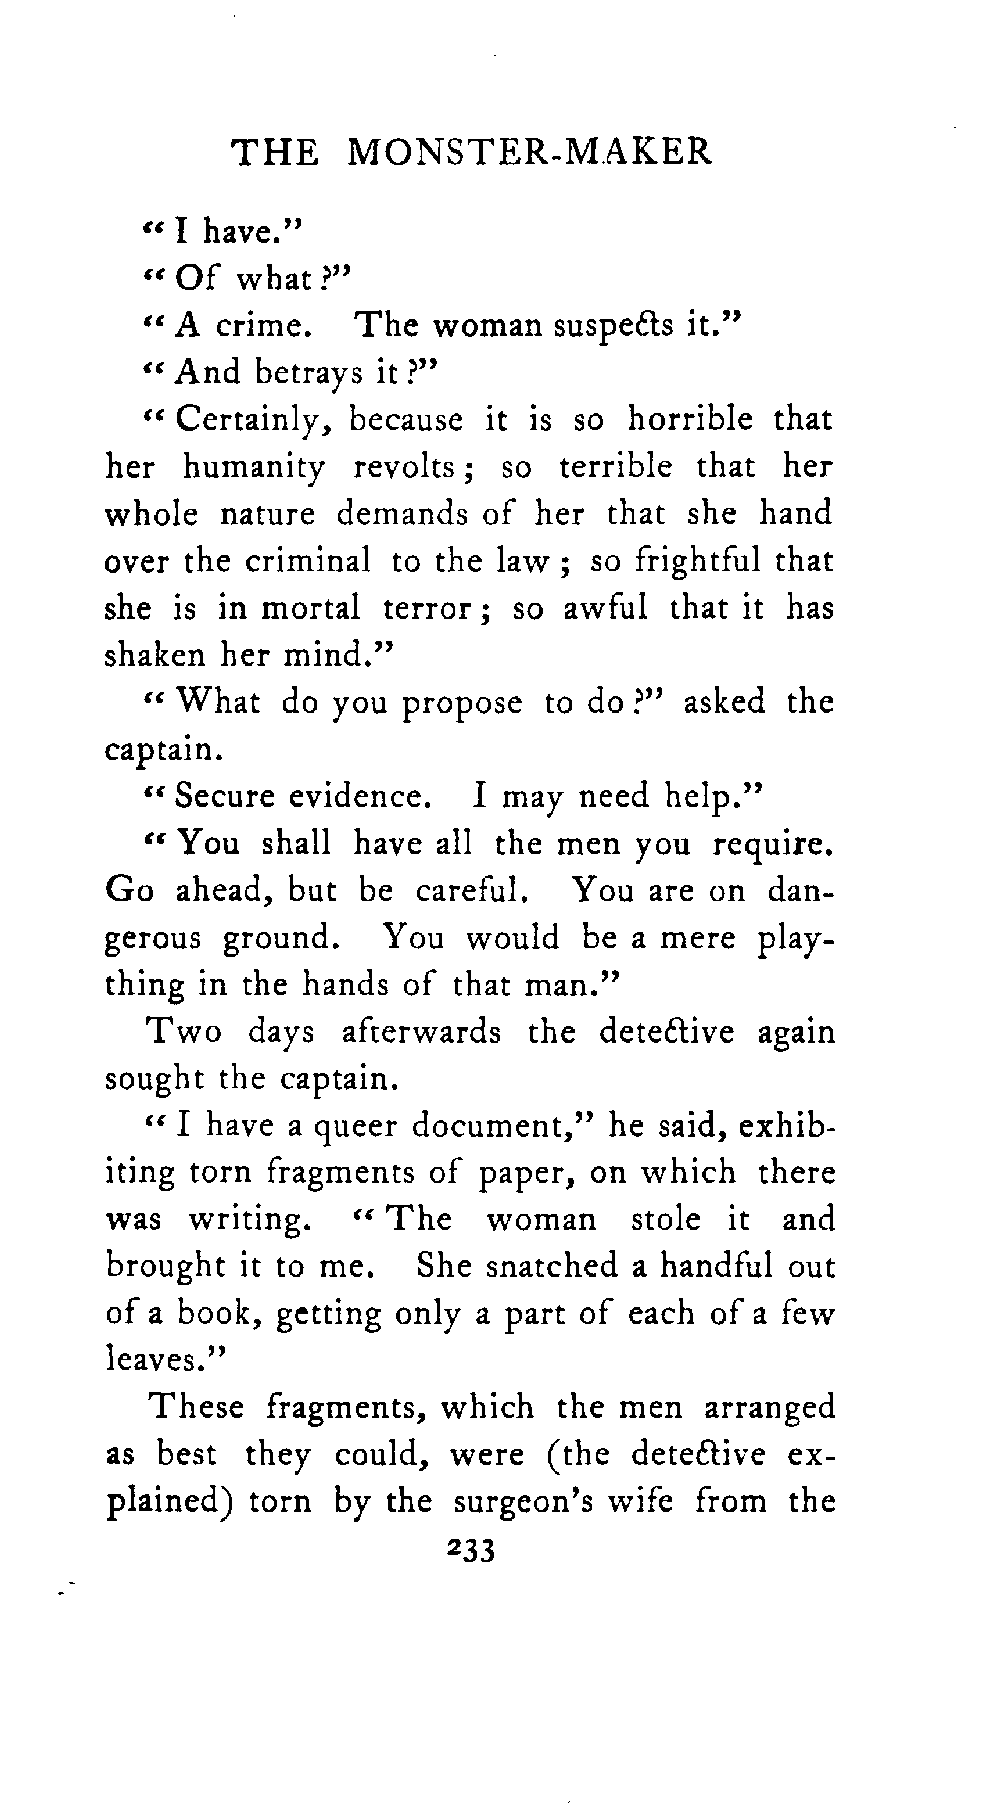 THE MONSTER-MAKER
“ I have.”
“ Of what ?”
“ A crime. The woman suspects it.”
“ And betrays it ?”
“ Certainly, because it is so horrible that
her humanity revolts ; so terrible that her
whole nature demands of her that she hand
over the criminal to the law ; so frightful that
she is in mortal terror ; so awful that it has
shaken her mind.”
“ What do you propose to do ?” asked the
captain.
“ Secure evidence. I may need help.”
“ You shall have all the men you require.
Go ahead, but be careful. You are on dan-
gerous ground. You would be a mere play-
thing in the hands of that man.”
Two days afterwards the detective again
sought the captain.
“ I have a queer document,” he said, exhib-
iting torn fragments of paper, on which there
was writing. “ The woman stole it and
brought it to me. She snatched a handful out
of a book, getting only a part of each of a few
leaves.”
These fragments, which the men arranged
as best they could, were (the detective ex-
plained) torn by the surgeon’s wife from the
233